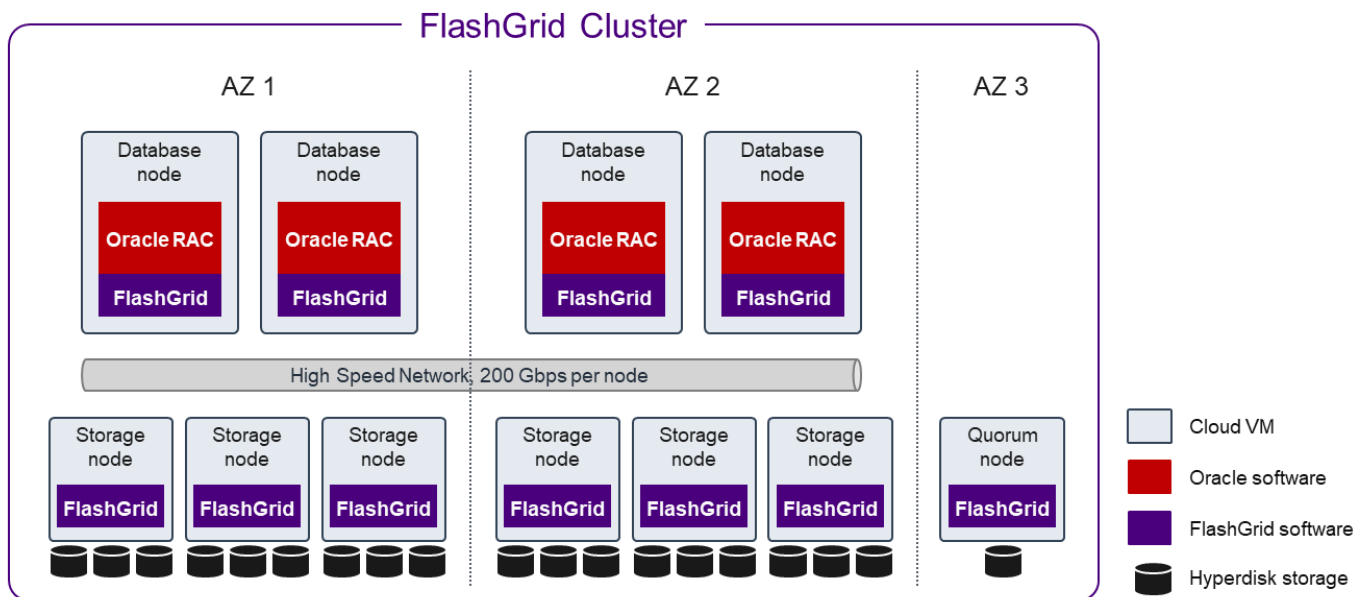 FlashGrid Cluster
AZ 1
AZ 2
AZ 3
Database
node
Oracle RAC
FlashGrid
Database
node
Oracle RAC
FlashGrid
Database
node
Oracle RAC
FlashGrid
Database
node
Oracle RAC
FlashGrid
High Speed Network, 200 Gbps per node
Storage
node
FlashGrid
Storage
node
FlashGrid
Storage
node
FlashGrid
Storage
node
FlashGrid
Storage
node
FlashGrid
Storage
node
FlashGrid
Quorum
node
FlashGrid
Cloud VM
Oracle software
FlashGrid software
Hyperdisk storage